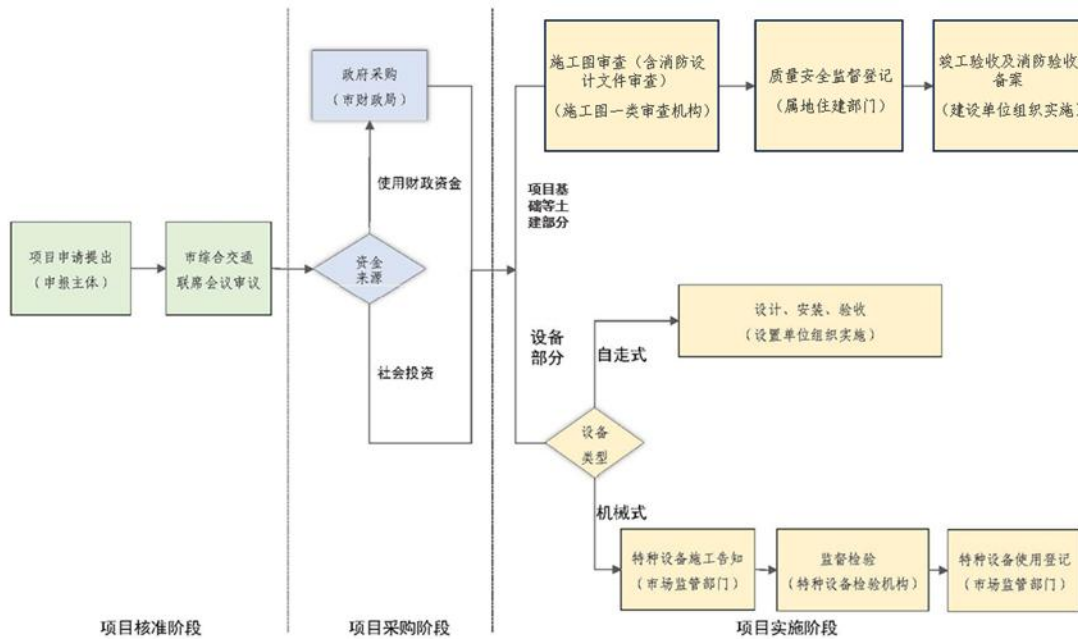 项目申请提出
(申报主体)
市综合交通
联席会议审议
项目核准阶段
政府采购
(市财政局)
使用财政资金
资金
来源
社会投资
项目采购阶段
施工图审查(含消防设
计文件审查)
(施工图一类审查机构)
质量安全监督登记
(属地住建部门)
竣工验收及消防验收
备案
(建设单位组织实施)
项目基
础等土
建部分
设备
部分
自走式
设计、安装、验收
(设置单位组织实施)
设备
类型
机械式
特种设备施工告知
(市场监管部门)
监督检验
(特种设备检验机构)
特种设备使用登记
(市场监管部门)
项目实施阶段